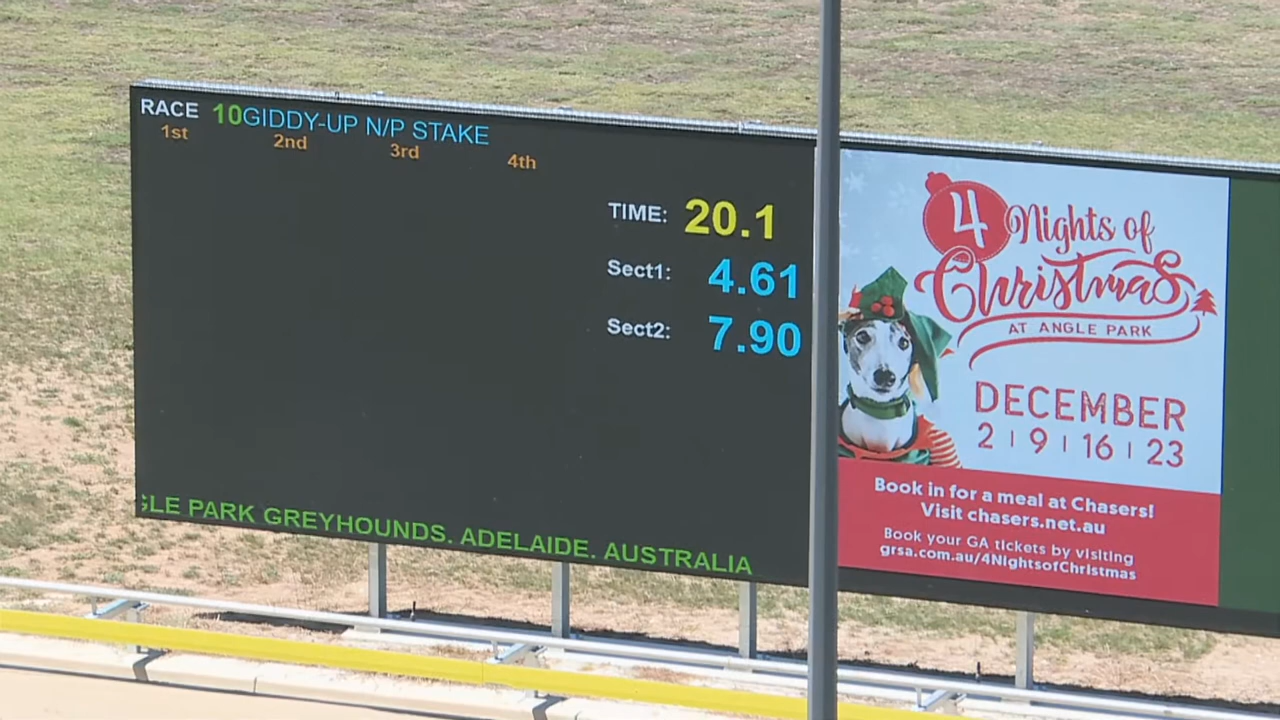 RACE 10GIDDY-UP N/P STAKE
1st 2nd 3rd 4th
TIME: 20.1
Sect1: 4.61
Sect2: 7.90
GLE PARK GREYHOUNDS. ADELAIDE. AUSTRALIA
4 Nights of
Christmas
AT ANGLE PARK
DECEMBER
2 | 9 | 16 | 23
Book in for a meal at Chasers!
Visit chasers.net.au
Book your GA tickets by visiting
grsa.com.au/4NightsofChristmas